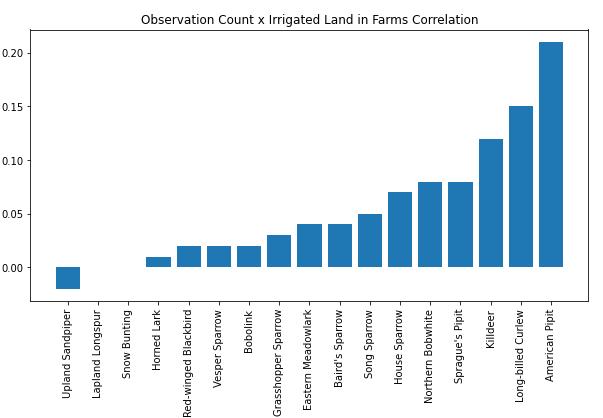 Observation Count x Irrigated Land in Farms Correlation
0.20
0.15
0.10
0.05
0.00
Upland Sandpiper
Lapland Longspur
Snow Bunting
Horned Lark
Red-winged Blackbird
Vesper Sparrow
Bobolink
Grasshopper Sparrow
Eastern Meadowlark
Baird's Sparrow
Song Sparrow
House Sparrow
Northern Bobwhite
Sprague's Pipit
Killdeer
Long-billed Curlew
American Pipit